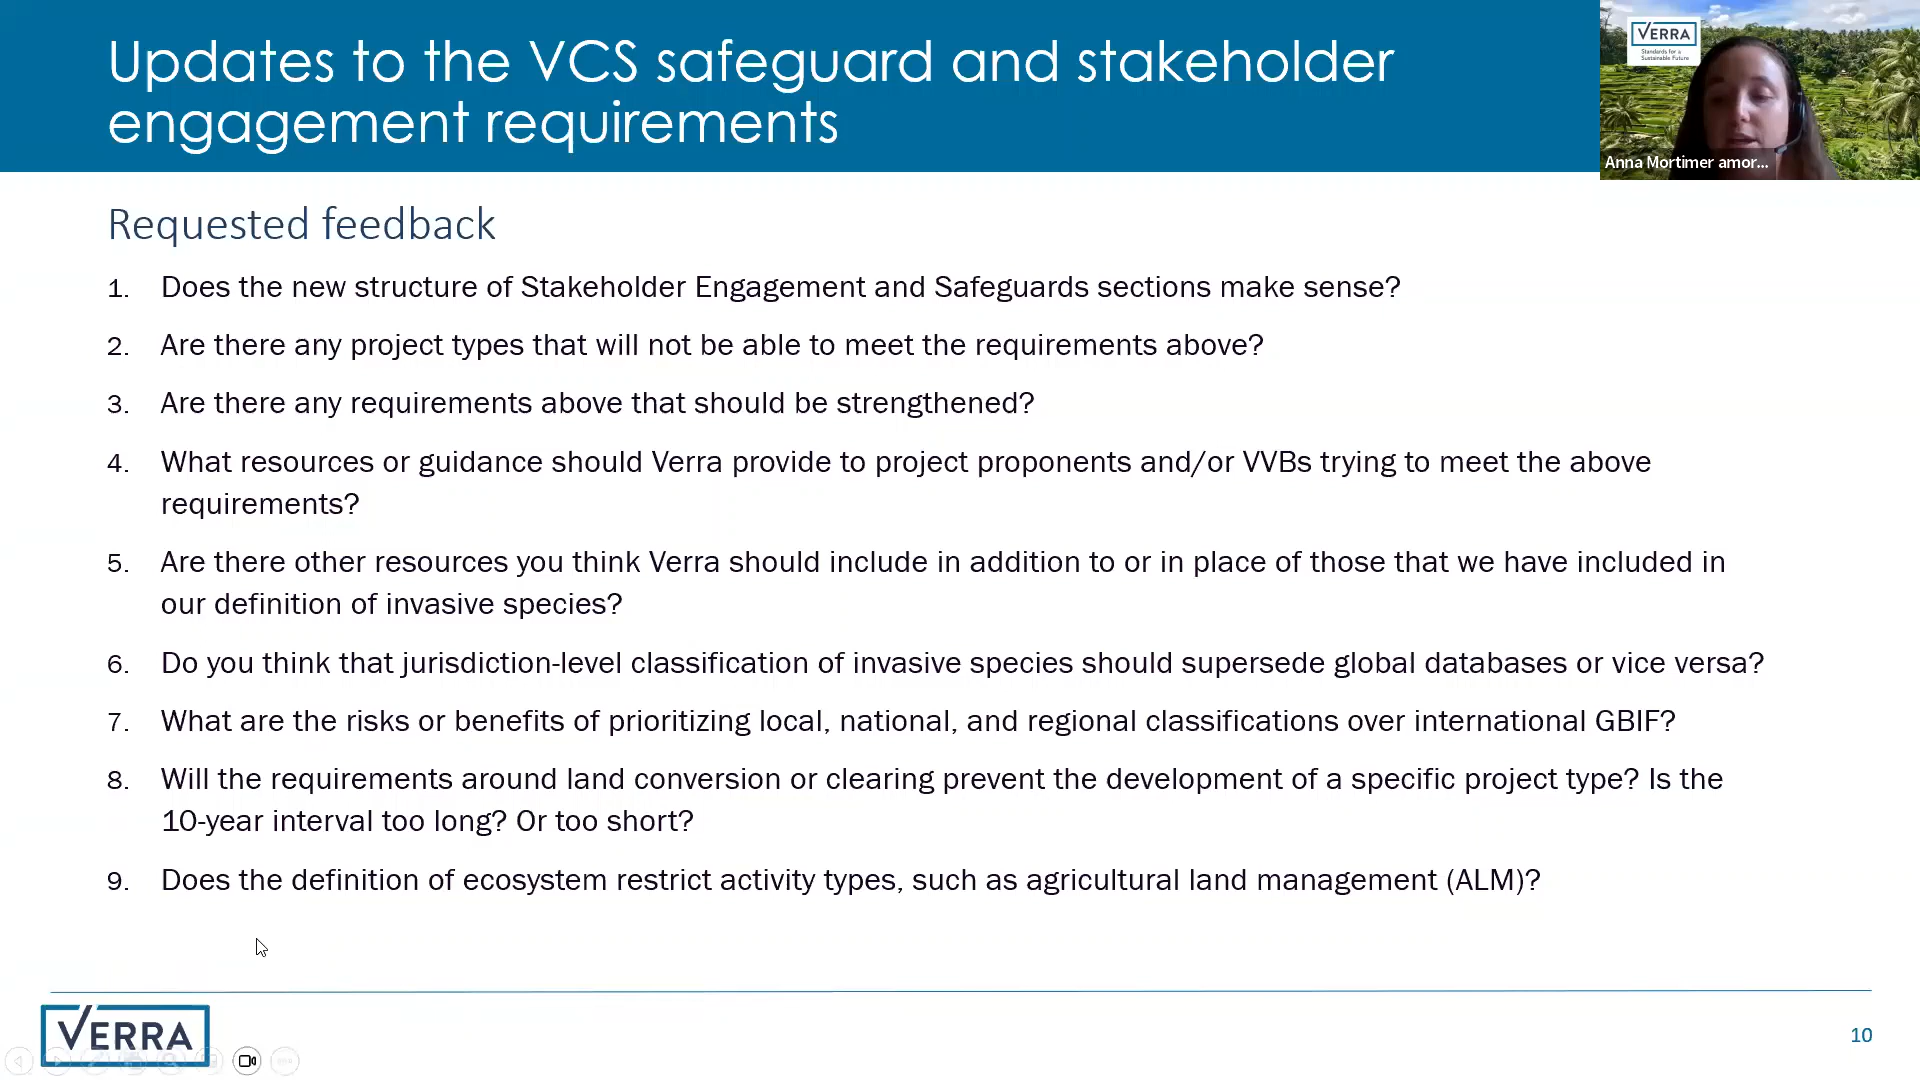 Updates to the VCS safeguard and stakeholder
engagement requirements
VERRA
Standards for a
Sustainable Future
Anna Mortimer amor...
Requested feedback
1. Does the new structure of Stakeholder Engagement and Safeguards sections make sense?
2. Are there any project types that will not be able to meet the requirements above?
3. Are there any requirements above that should be strengthened?
4. What resources or guidance should Verra provide to project proponents and/or VVBs trying to meet the above
requirements?
5. Are there other resources you think Verra should include in addition to or in place of those that we have included in
our definition of invasive species?
6. Do you think that jurisdiction-level classification of invasive species should supersede global databases or vice versa?
7. What are the risks or benefits of prioritizing local, national, and regional classifications over international GBIF?
8. Will the requirements around land conversion or clearing prevent the development of a specific project type? Is the
10-year interval too long? Or too short?
9. Does the definition of ecosystem restrict activity types, such as agricultural land management (ALM)?
VERRA
10